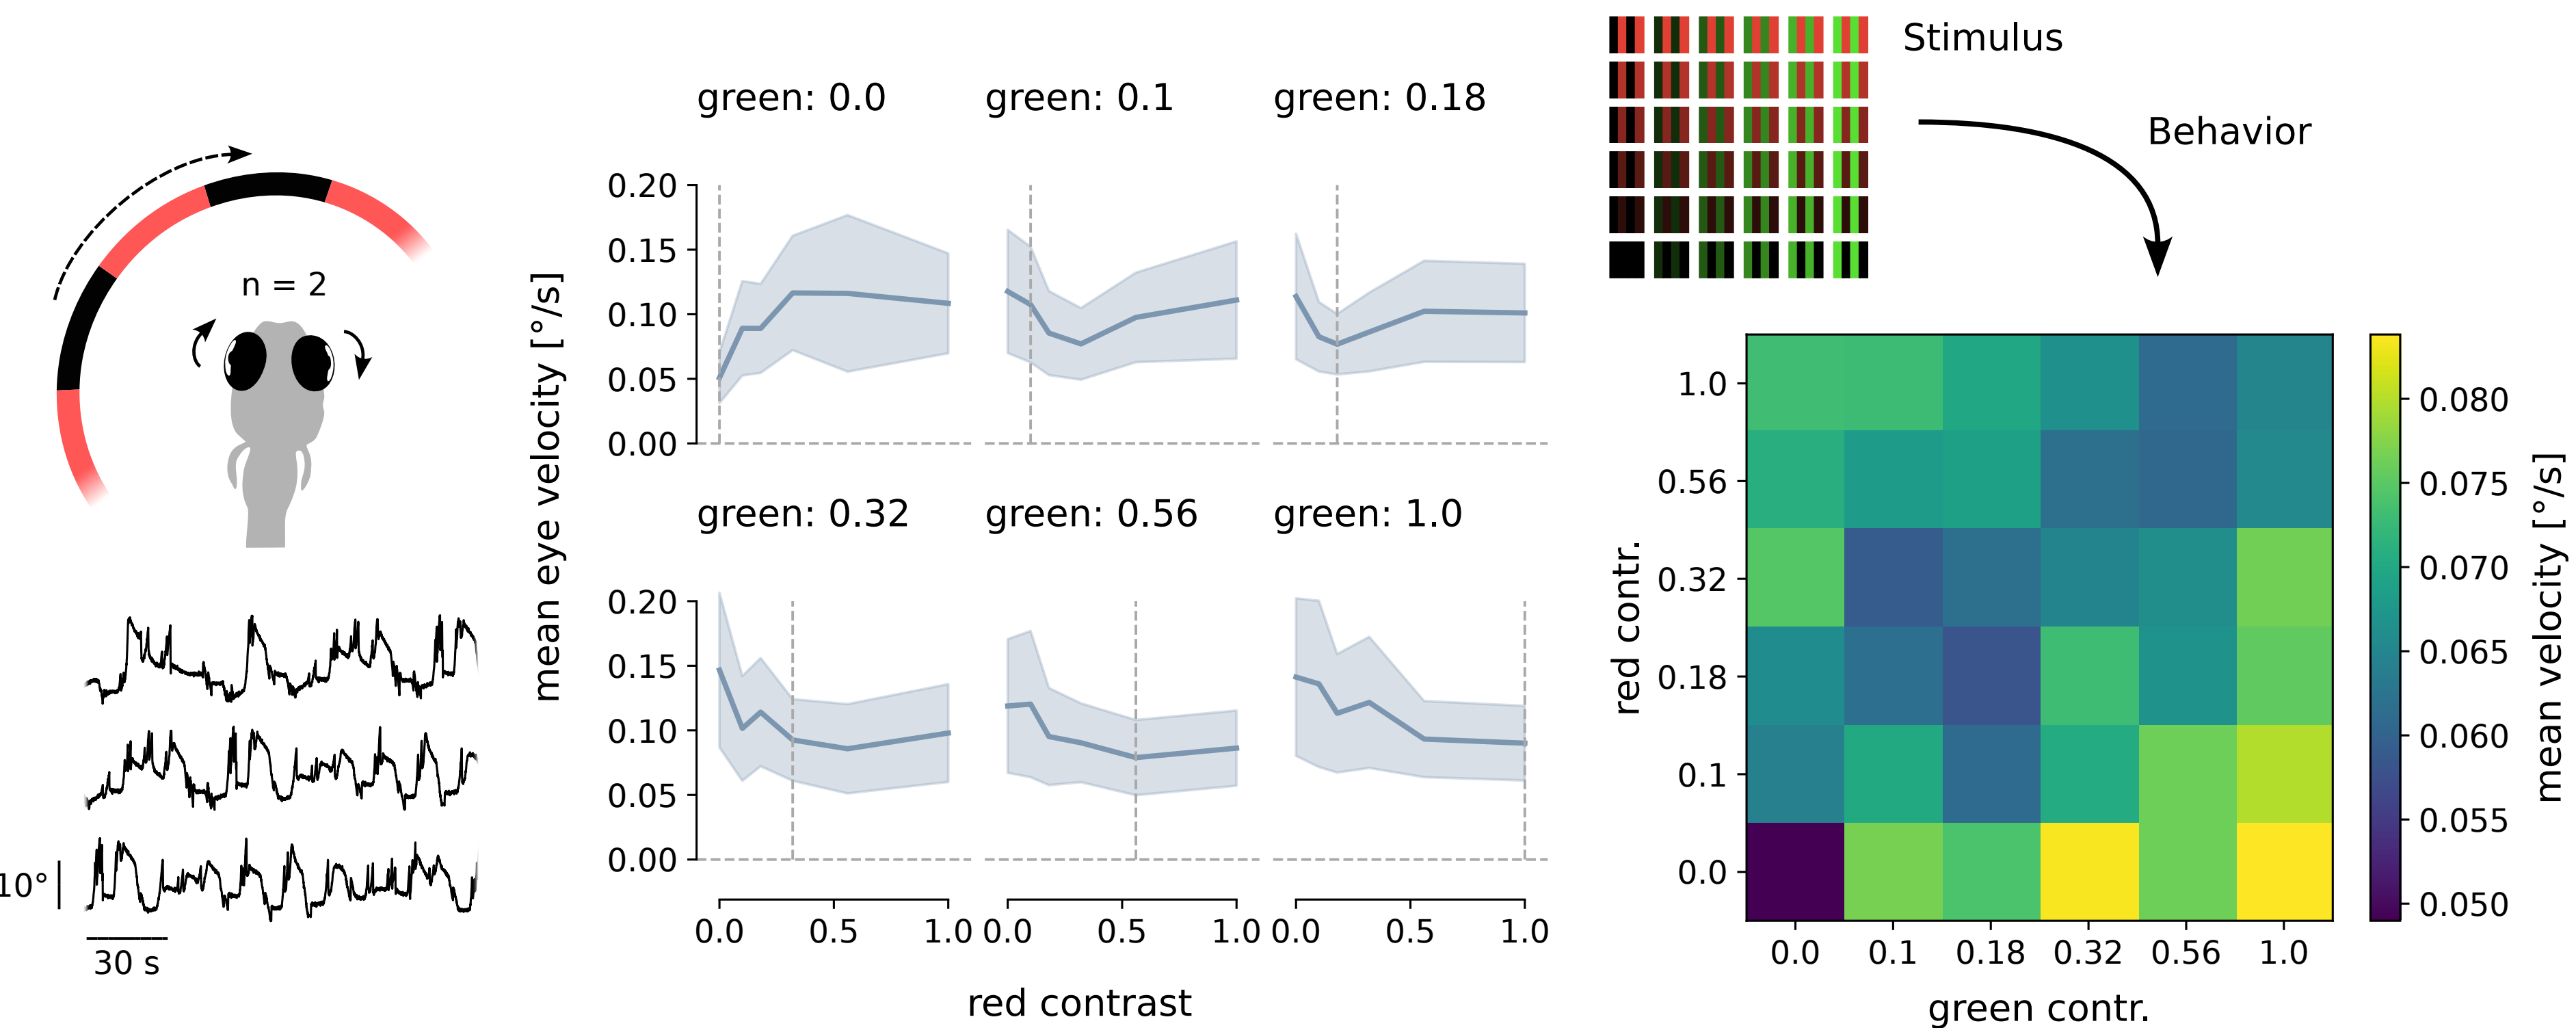 n = 2
10°
30 s
mean eye velocity [°/s]
green: 0.0
green: 0.1
green: 0.18
0.20
0.15
0.10
0.05
0.00
green: 0.32
green: 0.56
green: 1.0
0.20
0.15
0.10
0.05
0.00
0.0 0.5 1.0
0.0 0.5 1.0
0.0 0.5 1.0
red contrast
Stimulus
Behavior
red contr.
1.0
0.56
0.32
0.18
0.1
0.0
0.0 0.1 0.18 0.32 0.56 1.0
green contr.
0.080
0.075
0.070
0.065
0.060
0.055
0.050
mean velocity [°/s]